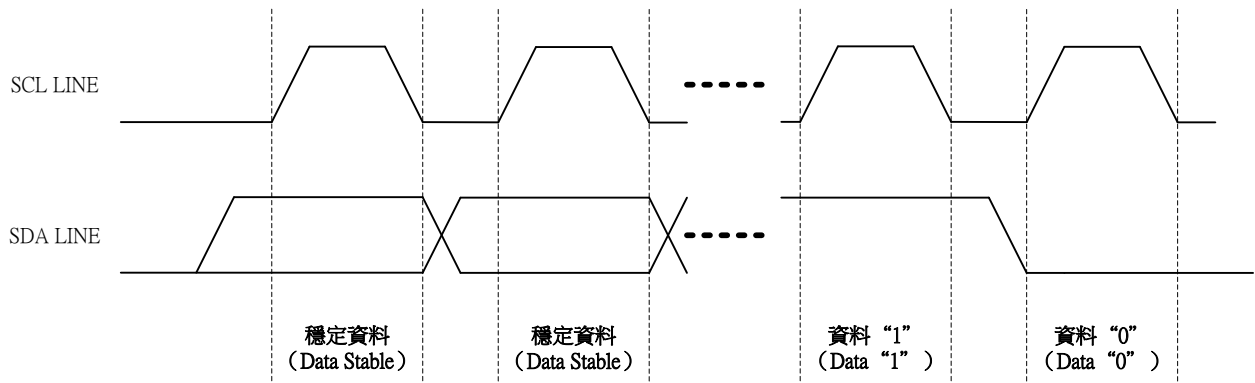 SCL LINE
SDA LINE
穩定資料
（Data Stable）
穩定資料
（Data Stable）
資料 “1”
（Data “1” ）
資料 “0”
（Data “0” ）